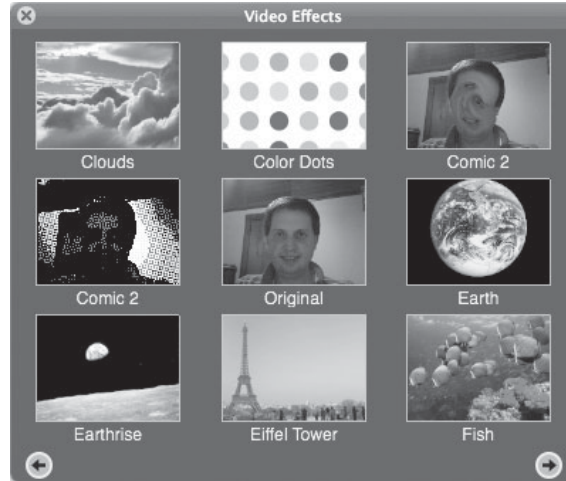 Video Effects
Clouds
Color Dots
Comic 2
Comic 2
Original
Earth
Earthrise
Eiffel Tower
Fish